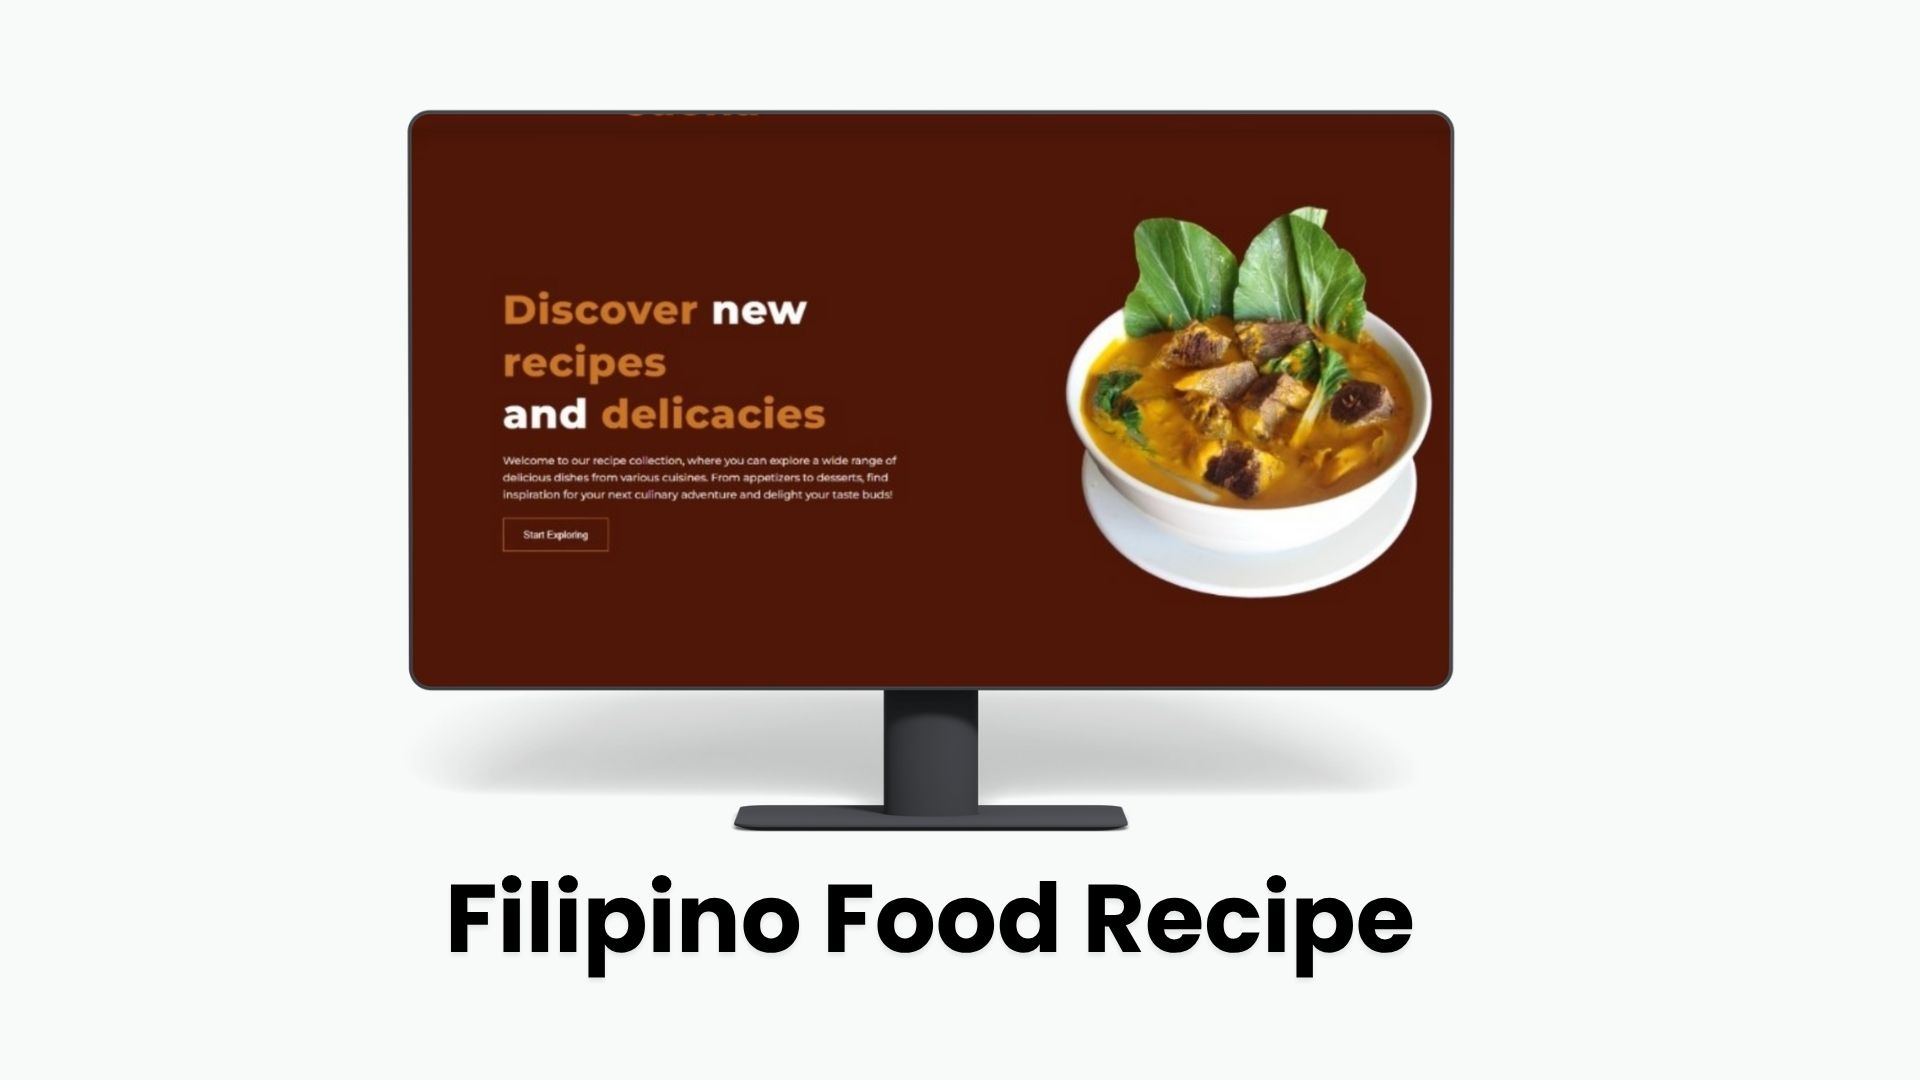 Discover new
recipes
and delicacies
Welcome to our recipe collection, where you can explore a wide range of
delicious dishes from various cuisines. From appetizers to desserts, find
inspiration for your next culinary adventure and delight your taste buds!
Start Exploring
Filipino Food Recipe